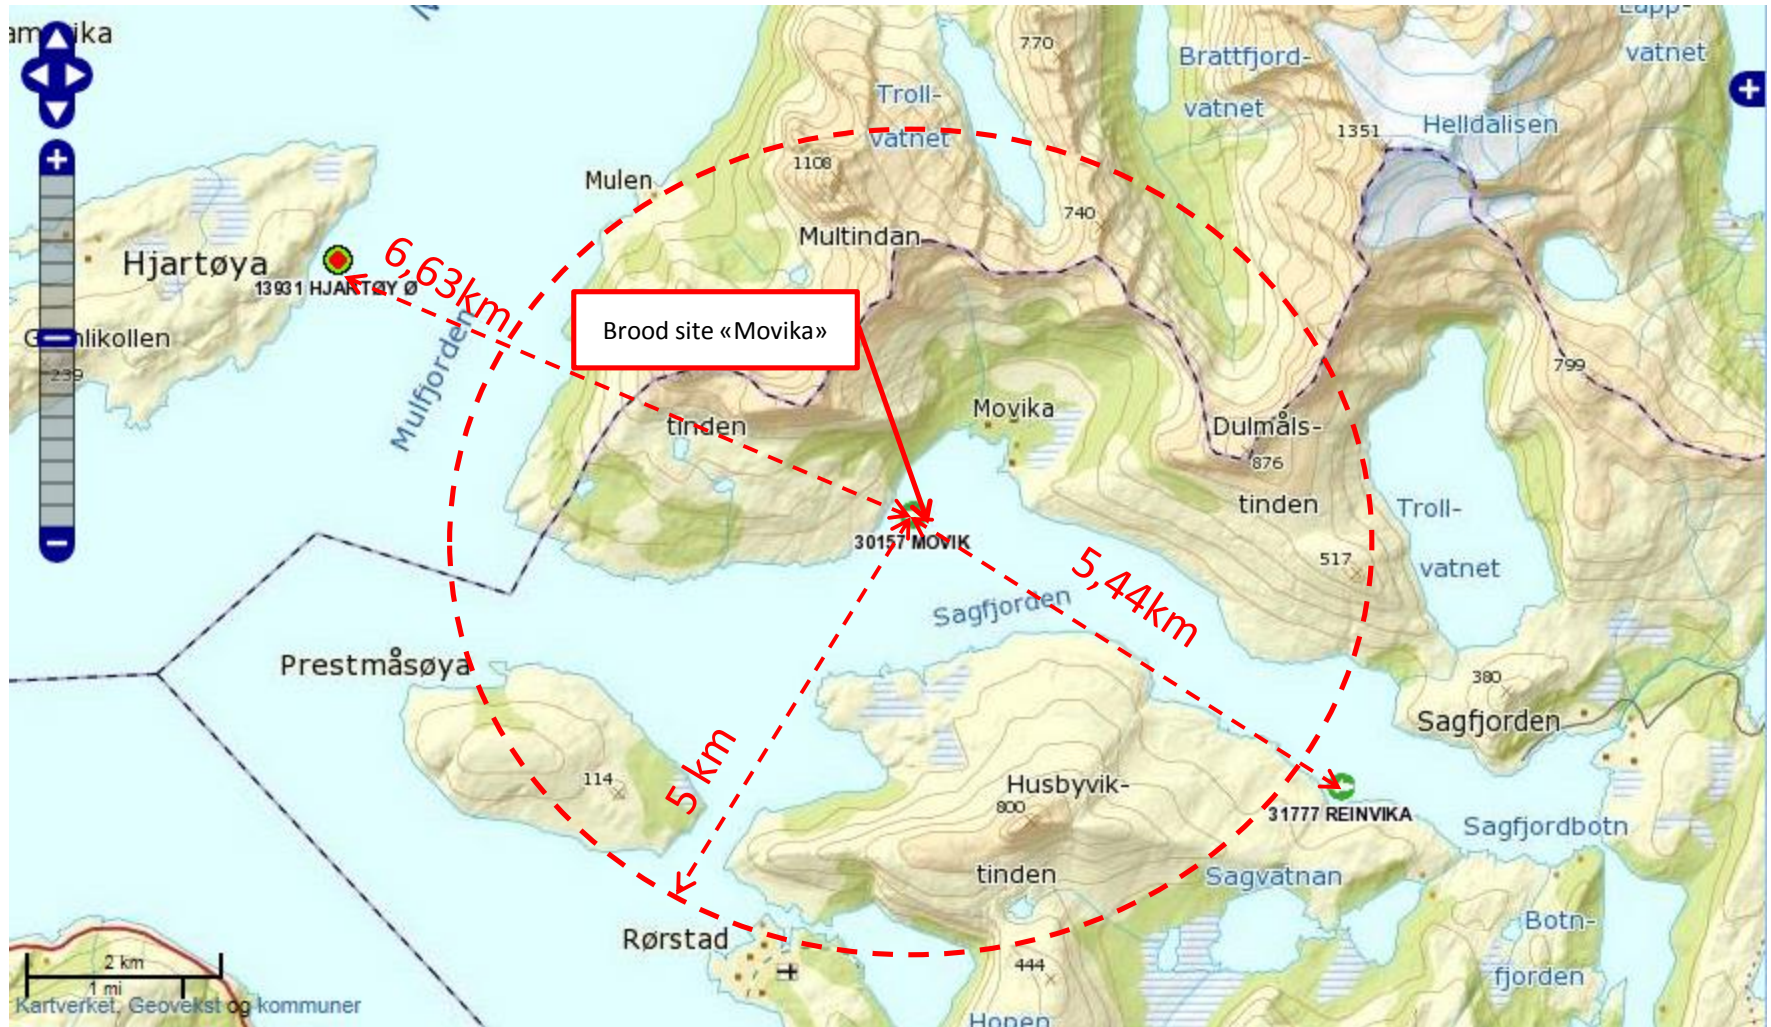 Lapp-
vatnet
770
Brattfjord-
vatnet
Troll-
vatnet
1351
Helldalisen
1108
Mulen
740
Multindan
Hjartøya
6,63km
13931 HJARTØY Ø
Brood site «Movika»
799
239
Mulfjorden
Movika
tinden
Dulmåls-
876
tinden
Troll-
vatnet
30157 MOVIK
517
5,44km
Sagfjorden
Prestmåsøya
380
Sagfjorden
5 km
114
Husbyvik-
800
tinden
31777 REINVIKA
Sagfjordbotn
Sagvatnan
Botn-
fjorden
Rørstad
444
2 km
1 mi
Kartverket, Geovekst og kommuner
Hopen